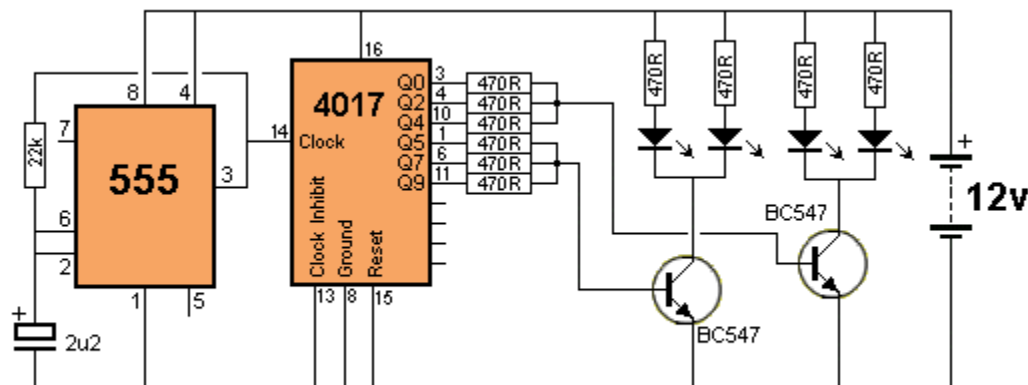 16
8
4
3
Q0
470R
4
Q2
470R
10
Q4
470R
1
Q5
470R
6
Q7
470R
11
Q9
470R
4017
14
Clock
7
22k
555
3
6
2
1
5
+
2u2
Clock Inhibit
Ground
Reset
13
8
15
470R
470R
470R
470R
+
12v
BC547
BC547